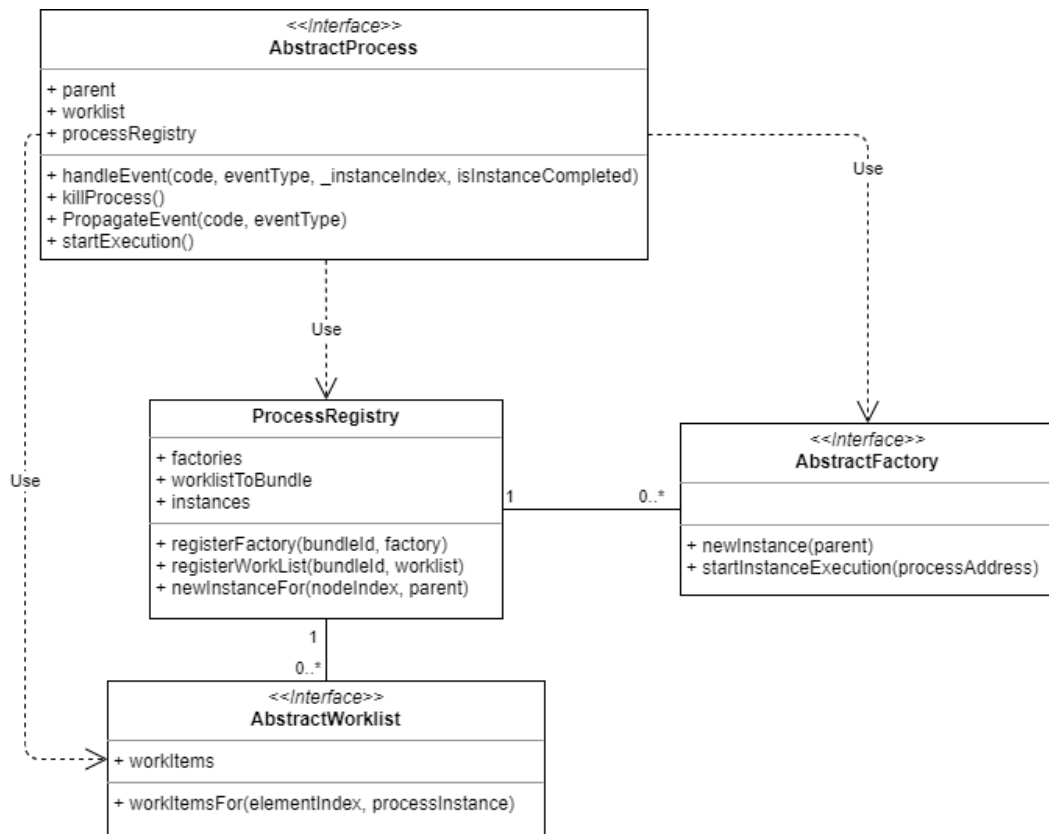 <<Interface>>
AbstractProcess
+ parent
+ worklist
+ processRegistry
+ handleEvent(code, eventType, _instanceIndex, isInstanceCompleted)
+ killProcess()
+ PropagateEvent(code, eventType)
+ startExecution()
Use
Use
Use
ProcessRegistry
+ factories
+ worklistToBundle
+ instances
+ registerFactory(bundleId, factory)
+ registerWorkList(bundleId, worklist)
+ newInstanceFor(nodeIndex, parent)
1
0..*
<<Interface>>
AbstractFactory
+ newInstance(parent)
+ startInstanceExecution(processAddress)
1
0..*
<<Interface>>
AbstractWorklist
+ workItems
+ workItemsFor(elementIndex, processInstance)